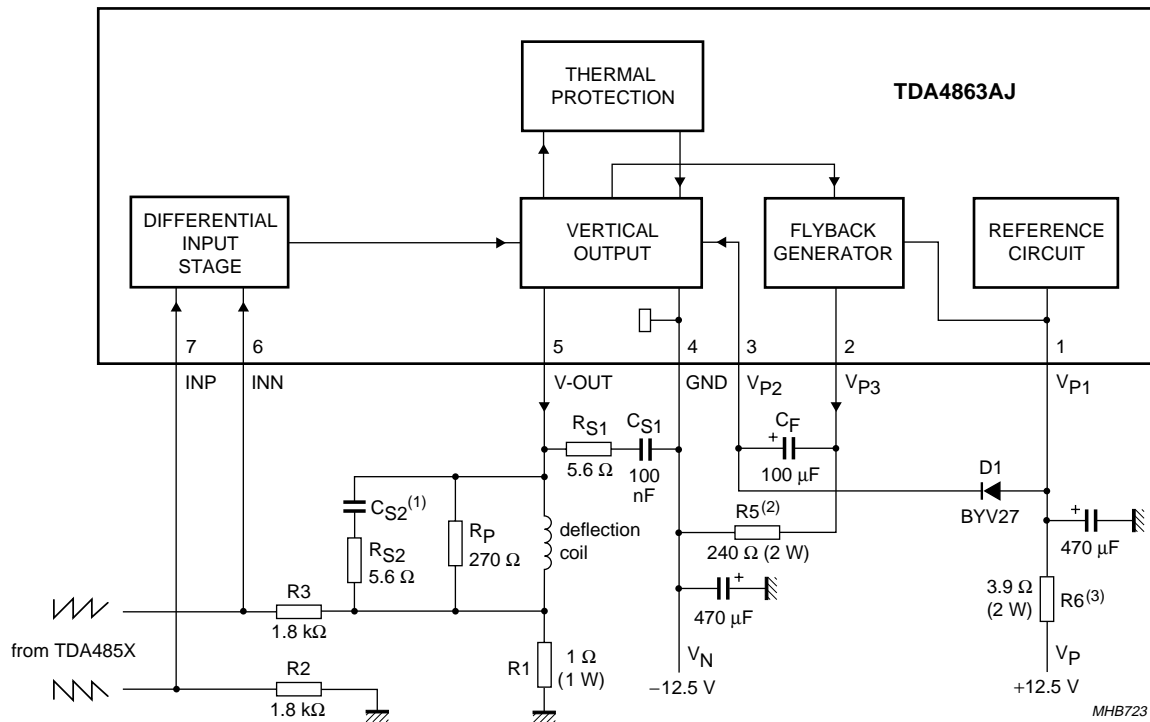 THERMAL
PROTECTION
TDA4863AJ
DIFFERENTIAL
INPUT
STAGE
VERTICAL
OUTPUT
FLYBACK
GENERATOR
REFERENCE
CIRCUIT
7
6
5
4
3
2
1
INP
INN
V-OUT
GND
VP2
VP3
VP1
RS1
5.6 Ω
CS1
100
nF
CF
+
100 µF
D1
BYV27
CS2(1)
RS2
5.6 Ω
RP
270 Ω
deflection
coil
R5(2)
240 Ω (2 W)
+
470 µF
+
470 µF
3.9 Ω
(2 W)
R6(3)
R3
1.8 kΩ
from TDA485X
R2
1.8 kΩ
R1
1 Ω
(1 W)
VN
−12.5 V
VP
+12.5 V
MHB723